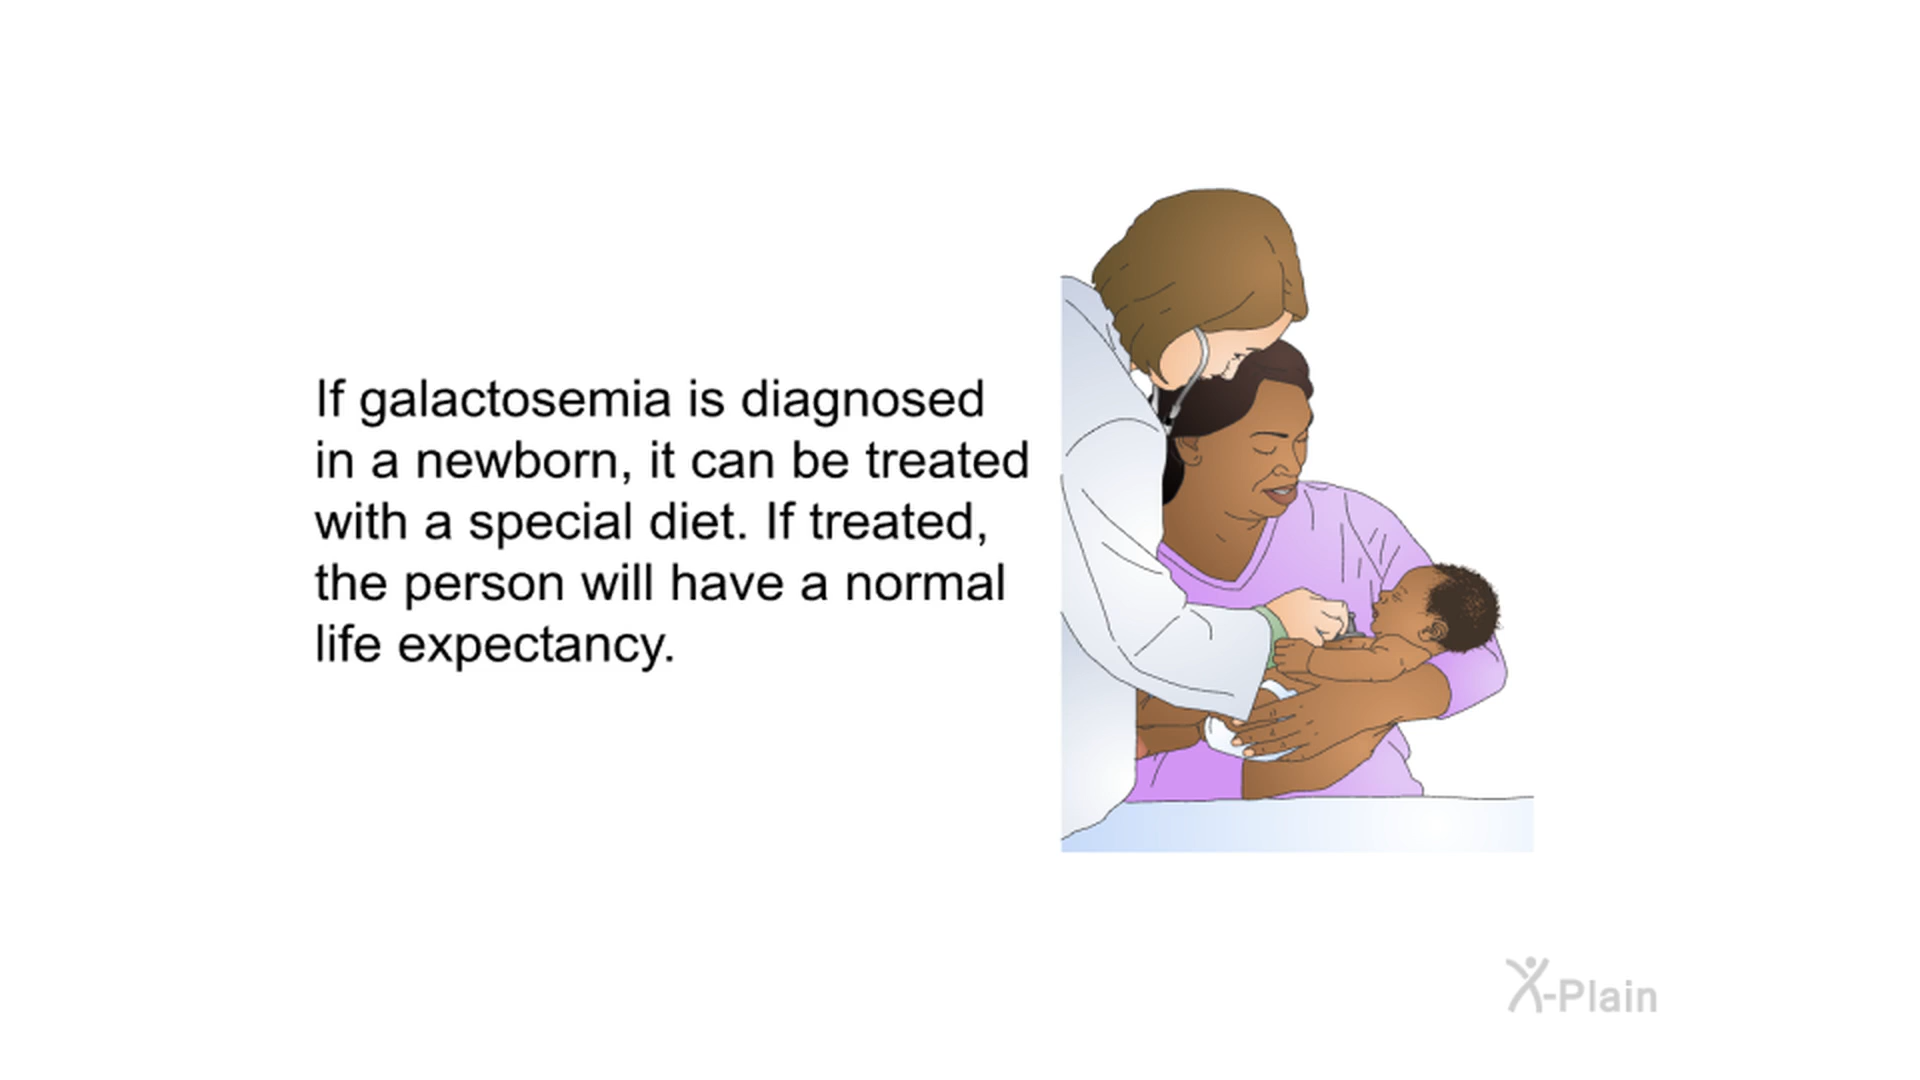 If galactosemia is diagnosed
in a newborn, it can be treated
with a special diet. If treated,
the person will have a normal
life expectancy.
X-Plain